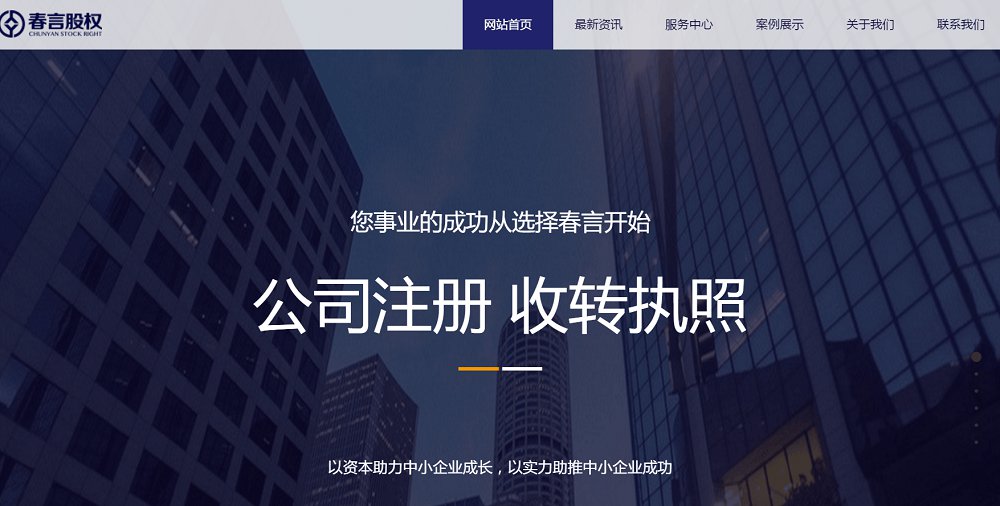 春言股权
CHUNYAN STOCK RIGHT
网站首页
最新资讯
服务中心
案例展示
关于我们
联系我们
您事业的成功从选择春言开始
公司注册 收转执照
以资本助力中小企业成长，以实力助推中小企业成功